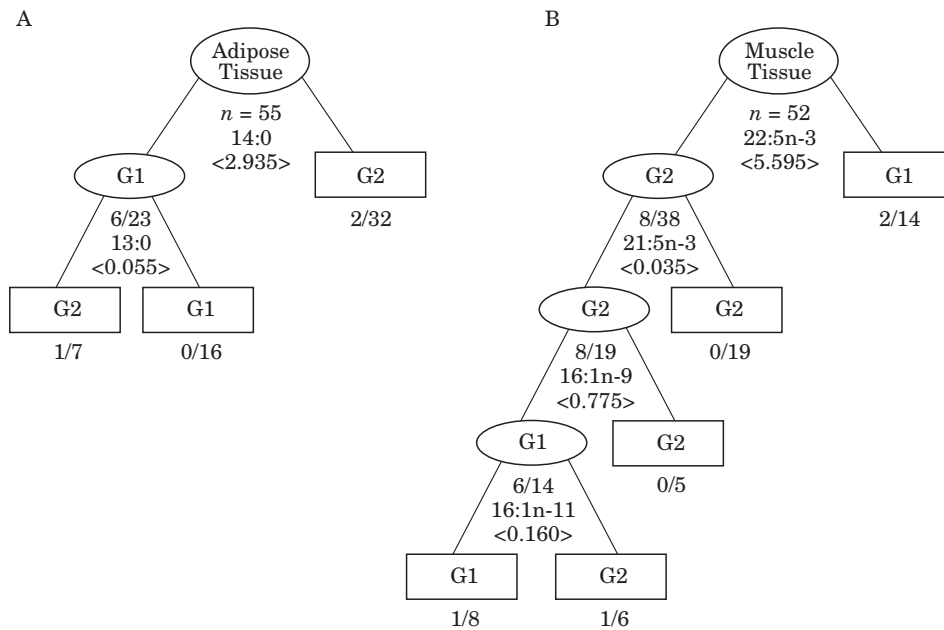 A
Adipose
Tissue
n = 55
14:0
<2.935>
G1
G2
6/23
13:0
<0.055>
2/32
G2
G1
1/7
0/16
B
Muscle
Tissue
n = 52
22:5n-3
<5.595>
G2
G1
8/38
21:5n-3
<0.035>
2/14
G2
G2
8/19
16:1n-9
<0.775>
0/19
G1
G2
6/14
16:1n-11
<0.160>
0/5
G1
G2
1/8
1/6